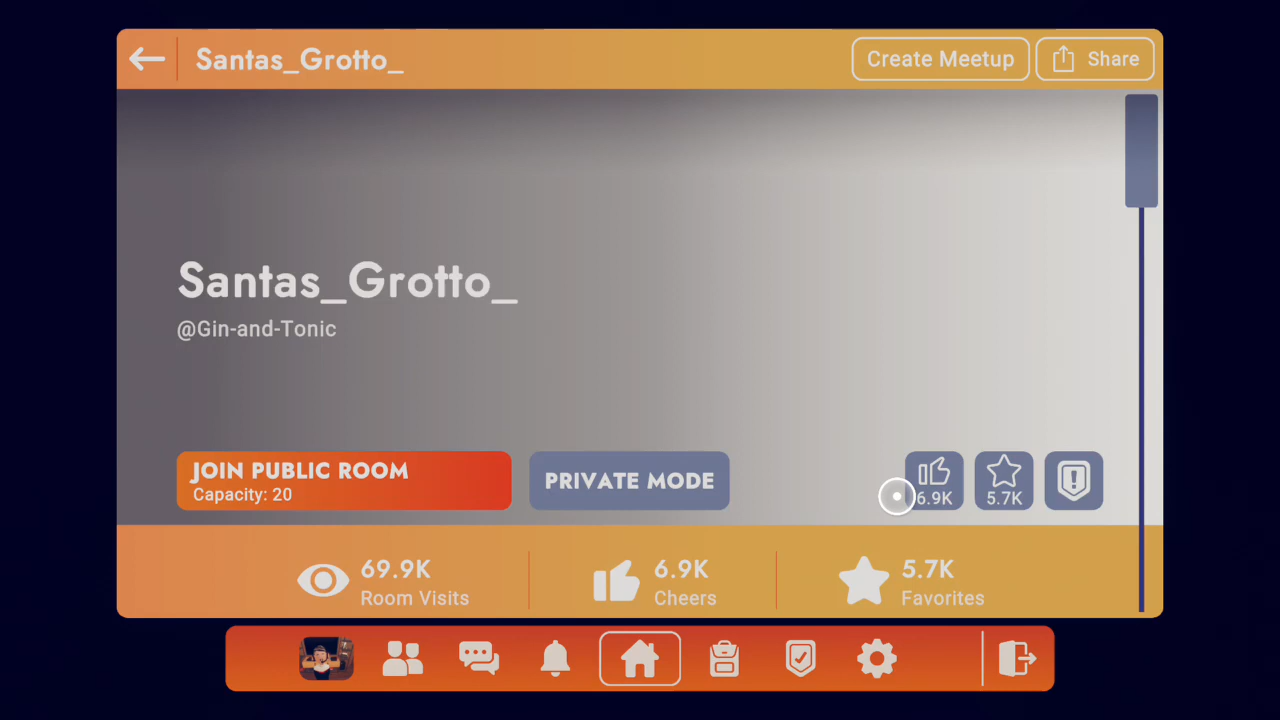 Santas_Grotto_
Create Meetup
Share
Santas_Grotto_
@Gin-and-Tonic
JOIN PUBLIC ROOM
Capacity: 20
PRIVATE MODE
6.9K
5.7K
69.9K
Room Visits
6.9K
Cheers
5.7K
Favorites